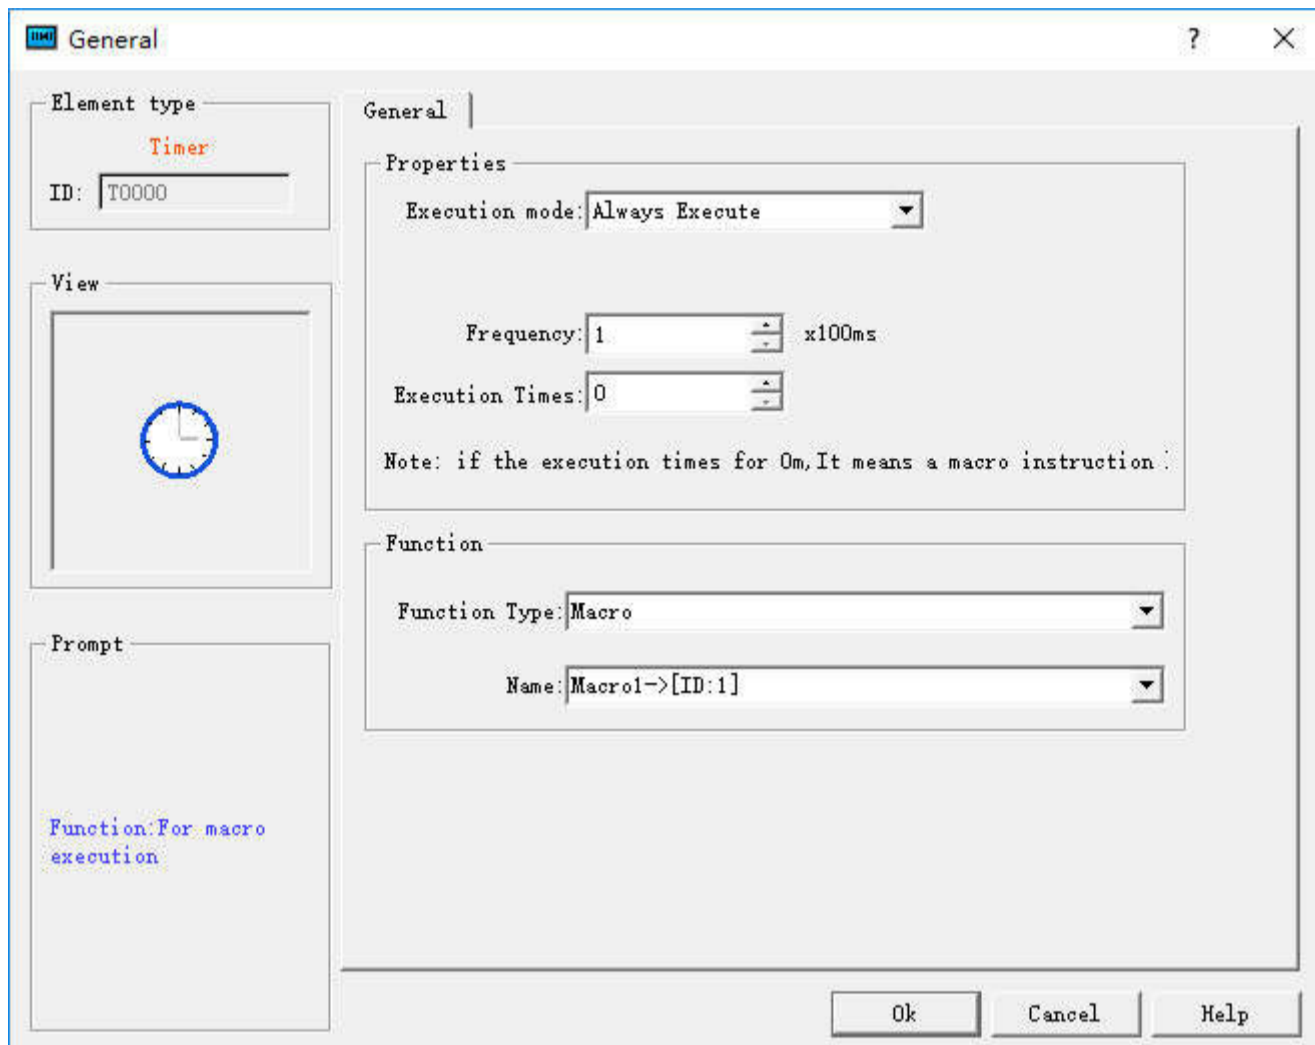 General
Element type
Timer
ID: T0000
View
Prompt
Function:For macro
execution
General
Properties
Execution mode: Always Execute
Frequency: 1 x100ms
Execution Times: 0
Note: if the execution times for 0m,It means a macro instruction
Function
Function Type: Macro
Name: Macro1->[ID:1]
Ok Cancel Help